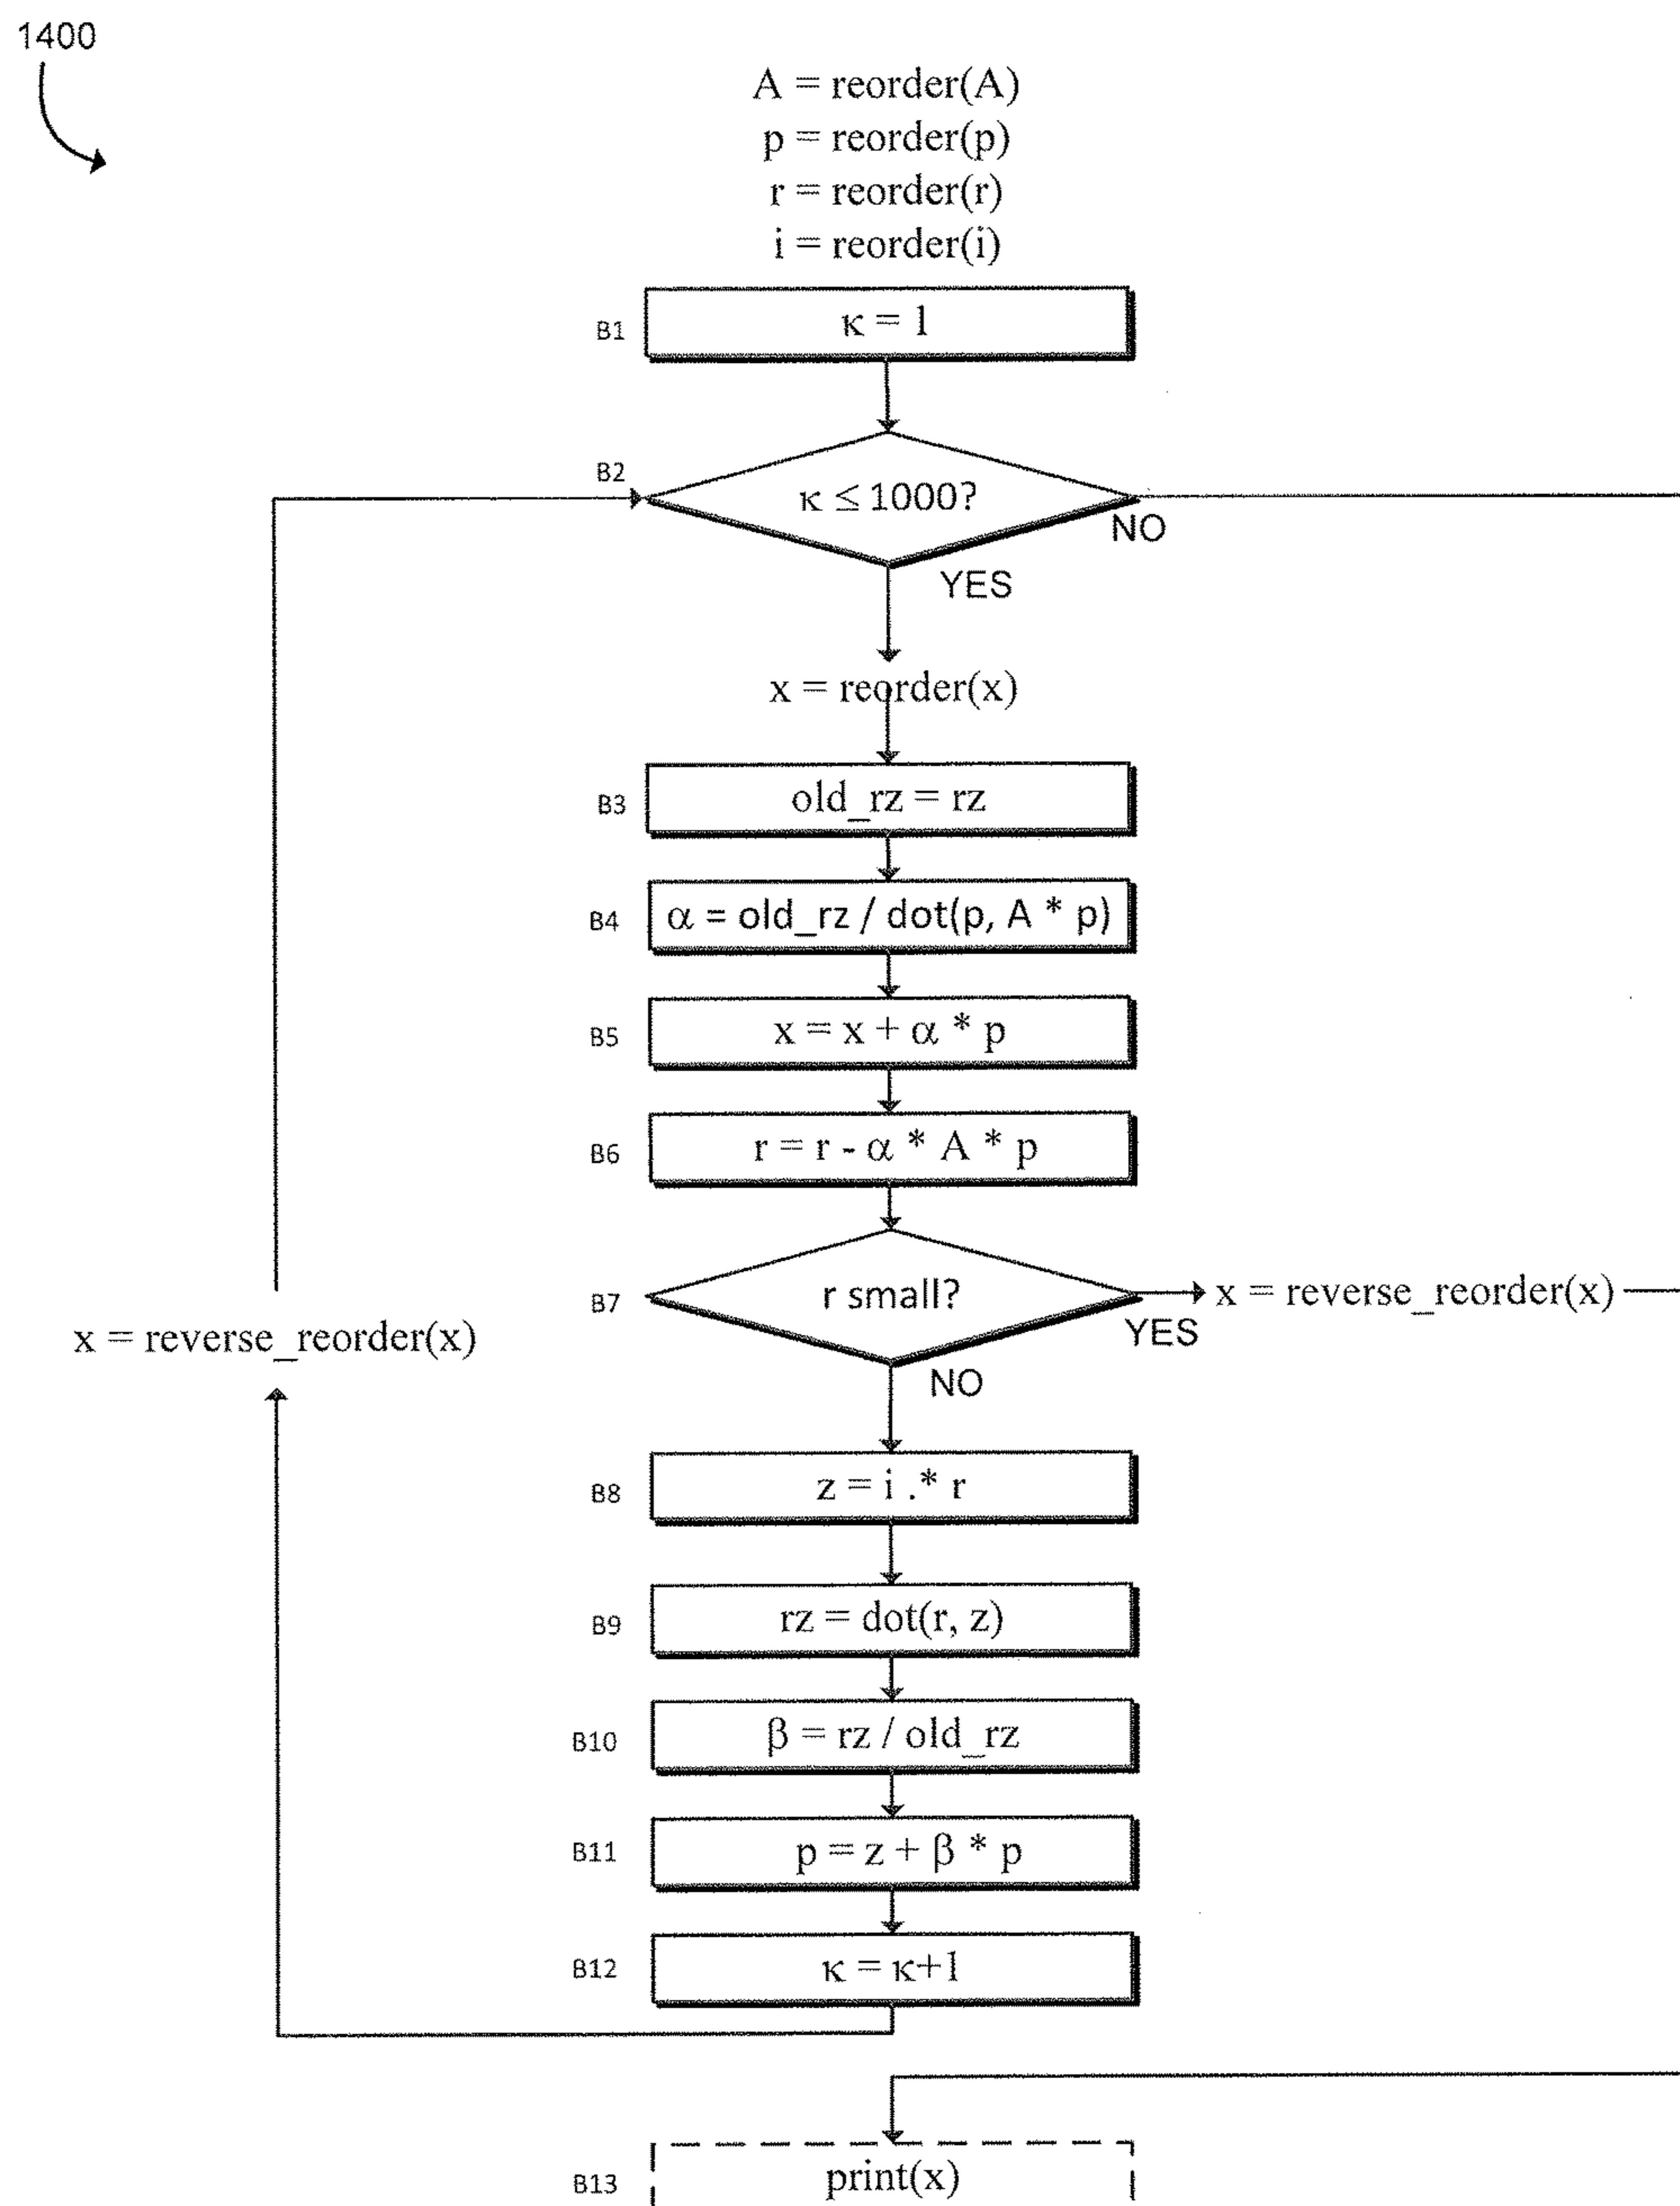 1400
A = reorder(A)
p = reorder(p)
r = reorder(r)
i = reorder(i)
B1
κ = 1
B2
κ ≤ 1000?
NO
YES
x = reorder(x)
B3
old_rz = rz
B4
α = old_rz / dot(p, A * p)
B5
x = x + α * p
B6
r = r - α * A * p
B7
r small?
x = reverse_reorder(x)
YES
x = reverse_reorder(x)
NO
B8
z = i .* r
B9
rz = dot(r, z)
B10
β = rz / old_rz
B11
p = z + β * p
B12
κ = κ+1
B13
print(x)